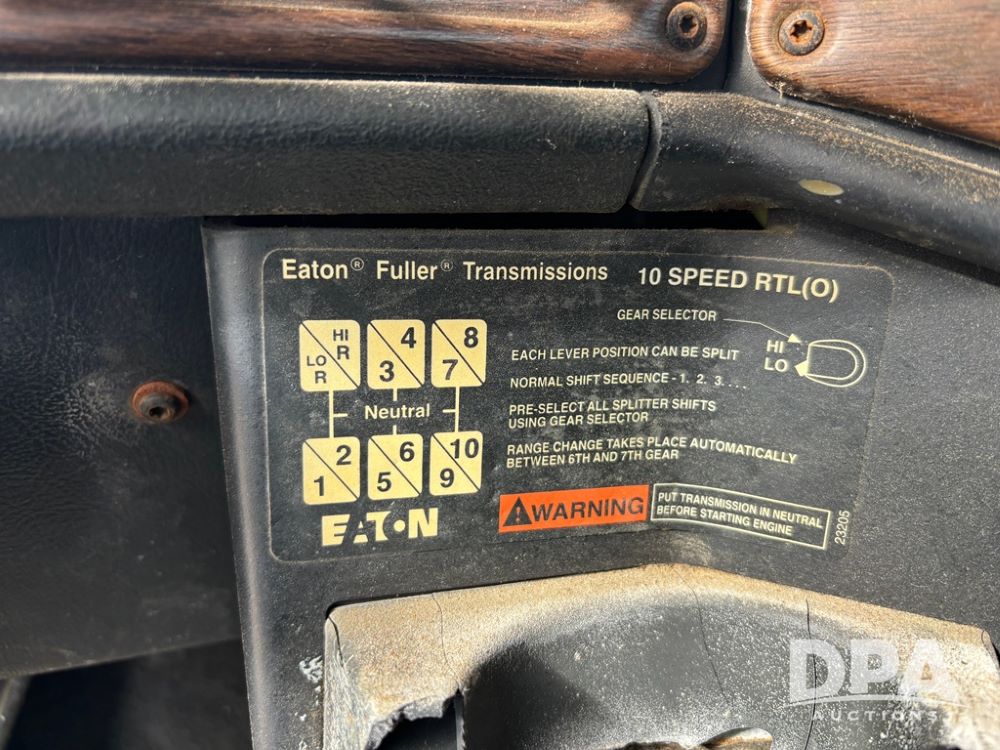 Eaton® Fuller® Transmissions 10 SPEED RTL(O)
GEAR SELECTOR
HI
LO
LO R HI R
3 4
7 8
Neutral
1 2
5 6
9 10
EATON
EACH LEVER POSITION CAN BE SPLIT
NORMAL SHIFT SEQUENCE - 1. 2. 3. . . .
PRE-SELECT ALL SPLITTER SHIFTS
USING GEAR SELECTOR
RANGE CHANGE TAKES PLACE AUTOMATICALLY
BETWEEN 6TH AND 7TH GEAR
WARNING
PUT TRANSMISSION IN NEUTRAL
BEFORE STARTING ENGINE
23205
DPA
AUCTIONS